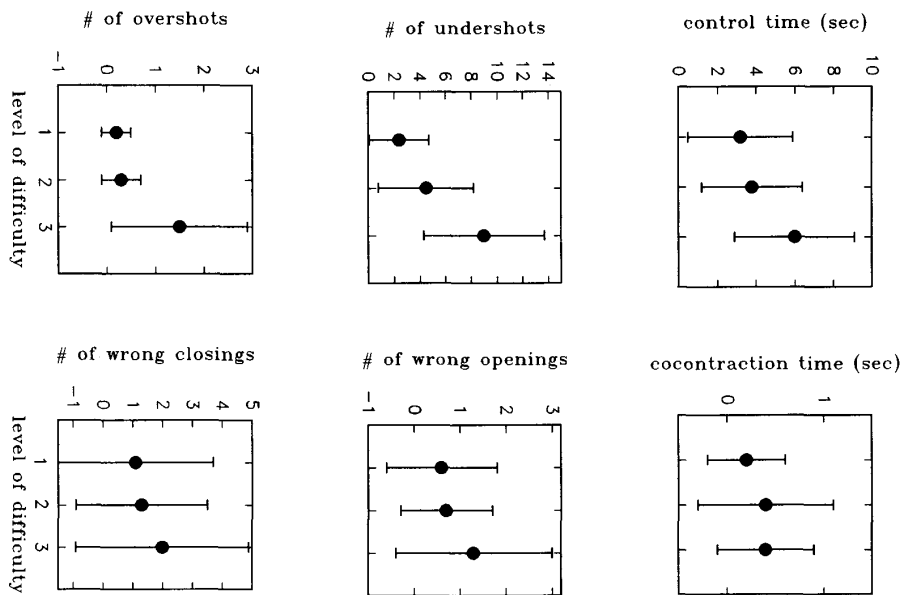 # of overshots
-1 0 1 2 3
level of difficulty
1 2 3
# of undershots
0 2 4 6 8 10 12 14
control time (sec)
0 2 4 6 8 10
# of wrong closings
-1 0 1 2 3 4 5
level of difficulty
1 2 3
# of wrong openings
-1 0 1 2 3
cocontraction time (sec)
0 1